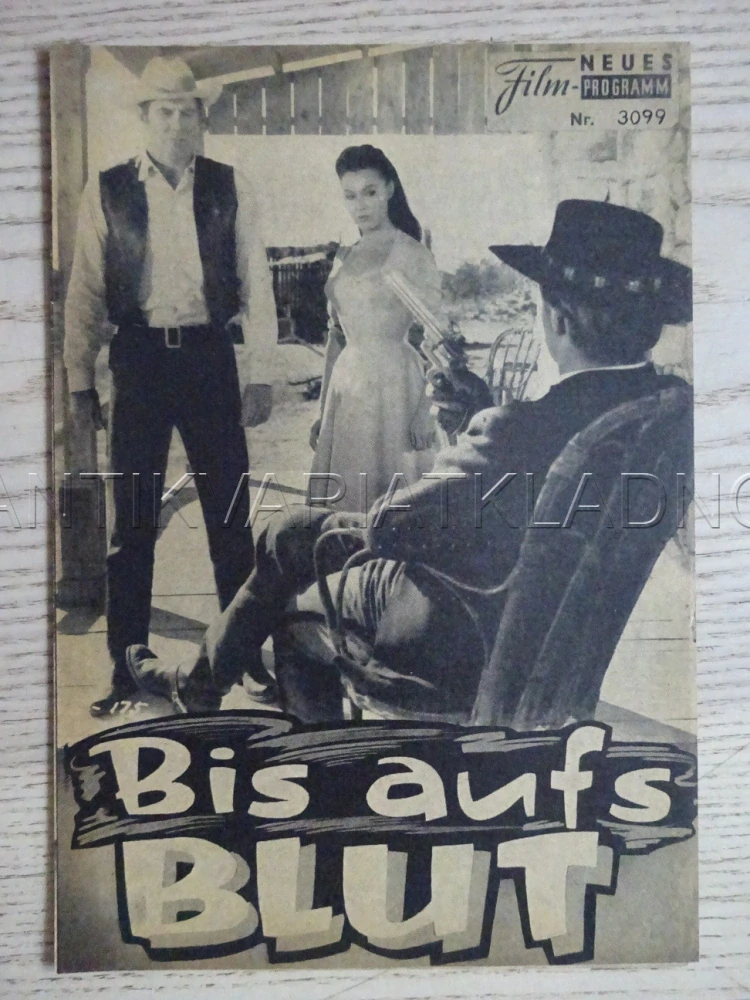 Film-
NEUES
PROGRAMM
Nr. 3099
ANTIKVARIATKLADNO
-175
Bis aufs
BLUT